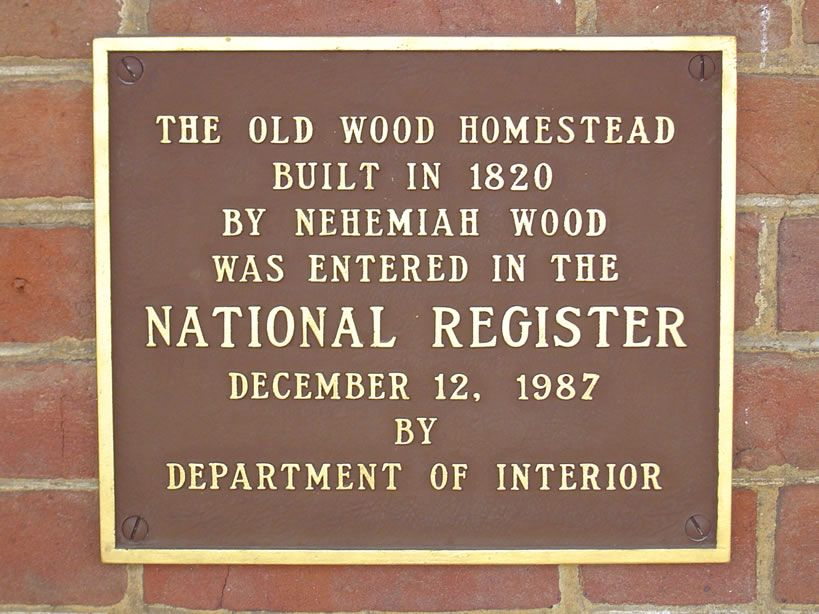 THE OLD WOOD HOMESTEAD
BUILT IN 1820
BY NEHEMIAH WOOD
WAS ENTERED IN THE
NATIONAL REGISTER
DECEMBER 12, 1987
BY
DEPARTMENT OF INTERIOR